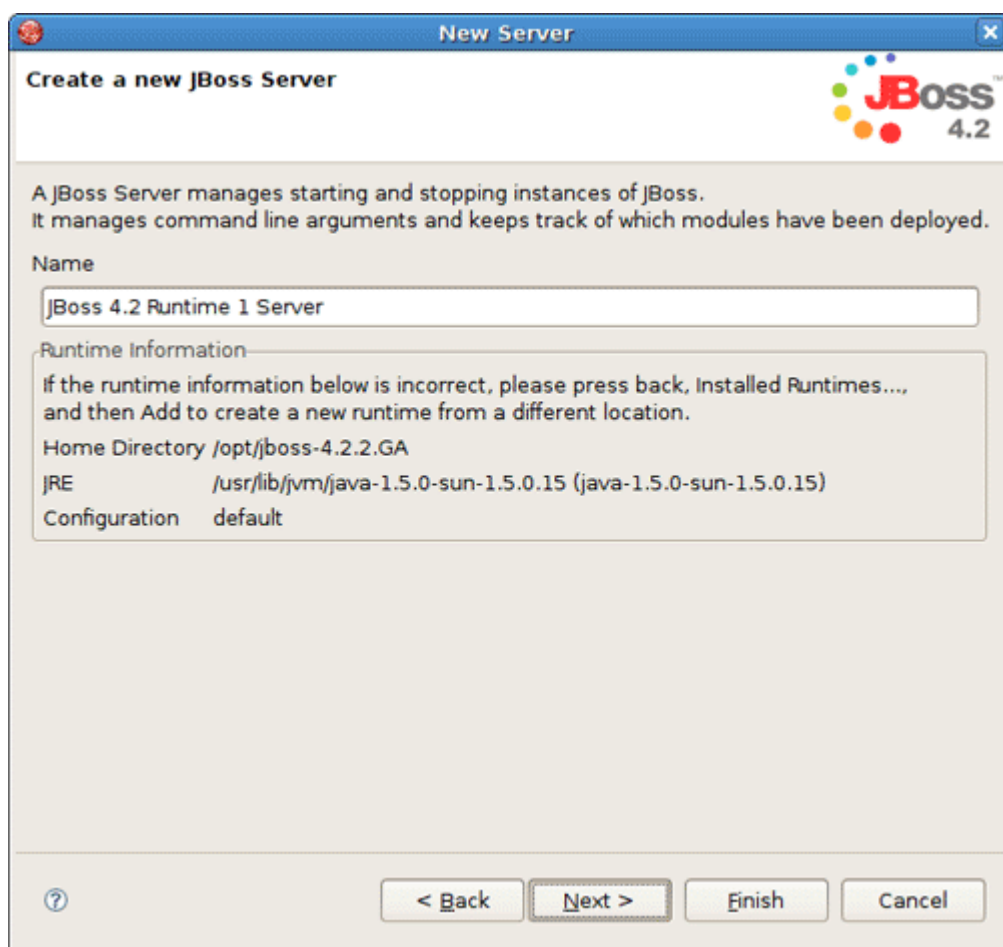 New Server
Create a new JBoss Server
JBoss™
4.2
A JBoss Server manages starting and stopping instances of JBoss.
It manages command line arguments and keeps track of which modules have been deployed.
Name
JBoss 4.2 Runtime 1 Server
Runtime Information
If the runtime information below is incorrect, please press back, Installed Runtimes...,
and then Add to create a new runtime from a different location.
Home Directory /opt/jboss-4.2.2.GA
JRE /usr/lib/jvm/java-1.5.0-sun-1.5.0.15 (java-1.5.0-sun-1.5.0.15)
Configuration default
? < Back Next > Finish Cancel